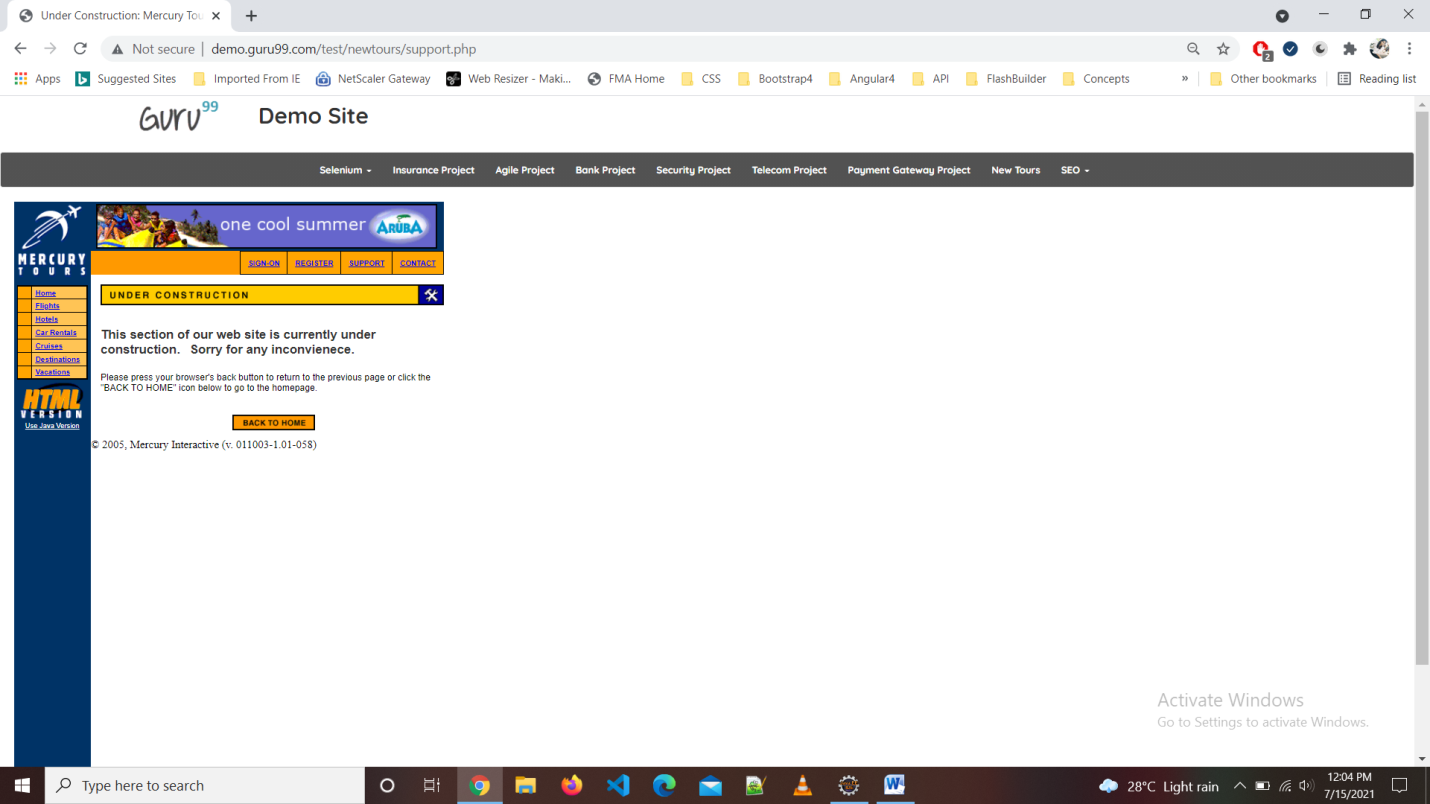 Under Construction: Mercury Tou
Not secure | demo.guru99.com/test/newtours/support.php
2
Apps Suggested Sites Imported From IE NetScaler Gateway Web Resizer - Maki... FMA Home CSS Bootstrap4 Angular4 API FlashBuilder Concepts » Other bookmarks Reading list
Guru99 Demo Site
Selenium Insurance Project Agile Project Bank Project Security Project Telecom Project Payment Gateway Project New Tours SEO
one cool summer ARUBA
MERCURY
TOURS
SIGN-ON REGISTER SUPPORT CONTACT
Home
Flights
Hotels
Car Rentals
Cruises
Destinations
Vacations
UNDER CONSTRUCTION
This section of our web site is currently under
construction. Sorry for any inconvienece.
Please press your browser's back button to return to the previous page or click the
"BACK TO HOME" icon below to go to the homepage.
HTML
VERSION
Use Java Version
BACK TO HOME
© 2005, Mercury Interactive (v. 011003-1.01-058)
Activate Windows
Go to Settings to activate Windows.
Type here to search
28°C Light rain
12:04 PM
7/15/2021